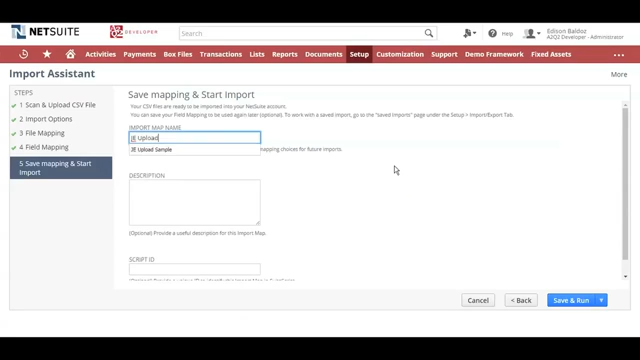 NETSUITE
A2Q2 DEVELOPER
Search
Help
Edison Baldoz
A2Q2 Developer - Administrator
Activities Payments Box Files Transactions Lists Reports Documents Setup Customization Support Demo Framework Fixed Assets
Import Assistant
More
STEPS
1 Scan & Upload CSV File
2 Import Options
3 File Mapping
4 Field Mapping
5 Save mapping & Start Import
Save mapping & Start Import
Your CSV files are ready to be imported into your NetSuite account.
You can save your Field Mapping to be used again later (optional). To work with a saved import, go to the "saved Imports" page under the Setup > Import/Export Tab.
IMPORT MAP NAME
JE Upload
JE Upload Sample
mapping choices for future imports.
DESCRIPTION
(Optional) Provide a useful description for this Import Map.
SCRIPT ID
Cancel
< Back
Save & Run